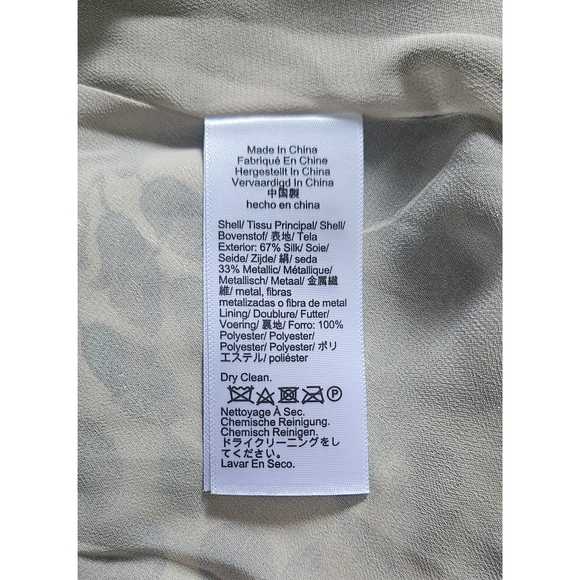 Made In China
Fabriqué En Chine
Hergestellt In China
Vervaardigd In China
中国製
hecho en china
Shell/ Tissu Principal/ Shell/
Bovenstof/ 表地/ Tela
Exterior: 67% Silk/ Soie/
Seide/ Zijde/ 絹/ seda
33% Metallic/ Métallique/
Metallisch/ Metaal/ 金属繊
維/ metal, fibras
metalizadas o fibra de metal
Lining/ Doublure/ Futter/
Voering/ 裏地/ Forro: 100%
Polyester/ Polyester/
Polyester/ Polyester/ ポリ
エステル/ poliéster
Dry Clean.
P
Nettoyage À Sec.
Chemische Reinigung.
Chemisch Reinigen.
ドライクリーニングをし
てください。
Lavar En Seco.